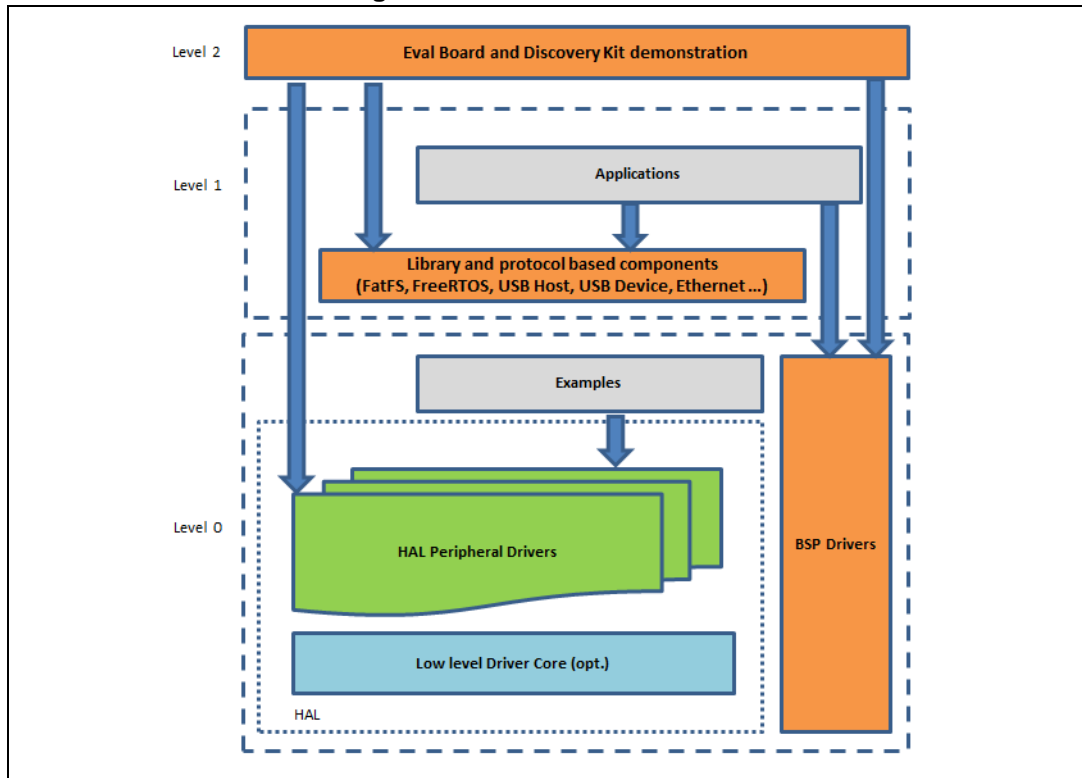 Level 2
Eval Board and Discovery Kit demonstration
Level 1
Applications
Library and protocol based components
(FatFS, FreeRTOS, USB Host, USB Device, Ethernet ...)
Examples
Level 0
HAL Peripheral Drivers
BSP Drivers
Low level Driver Core (opt.)
HAL